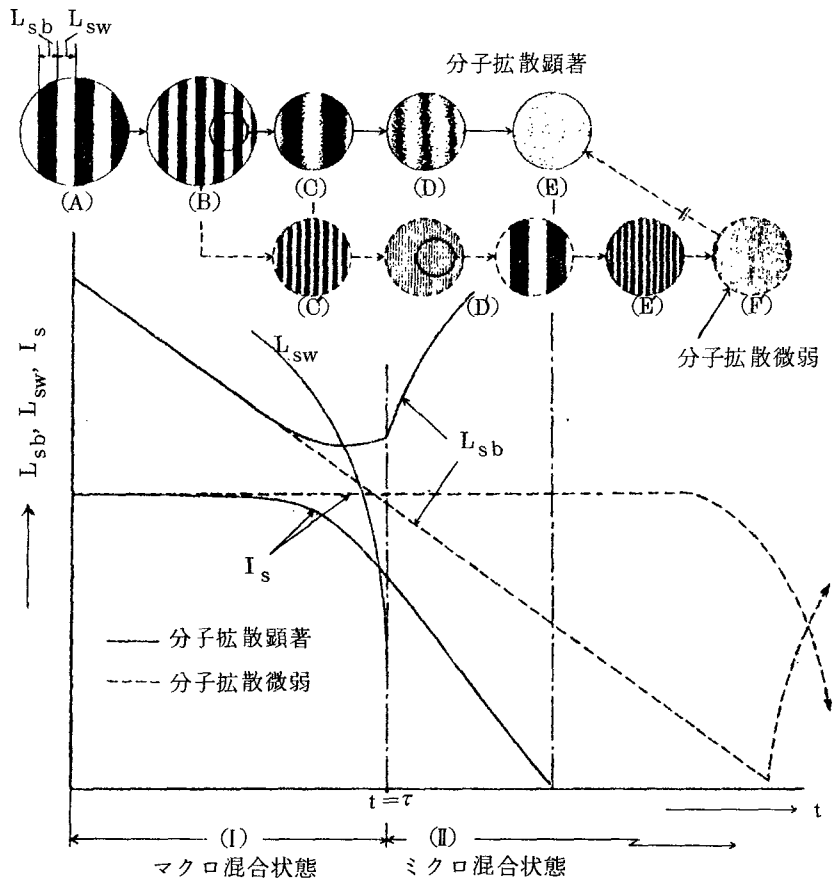 L_sb L_sw
分子拡散顕著
(A) (B) (C) (D) (E)
(C) (D) (E) (F)
分子拡散微弱
L_sb, L_sw, I_s
L_sw
L_sb
I_s
分子拡散顕著
分子拡散微弱
t=τ
t
(I) (II)
マクロ混合状態 ミクロ混合状態